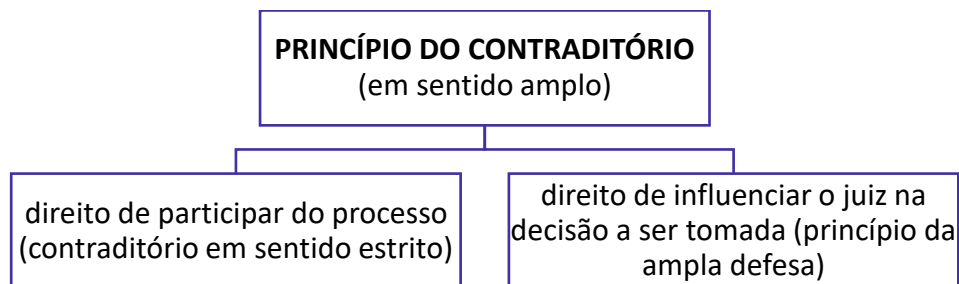 PRINCÍPIO DO CONTRADITÓRIO
(em sentido amplo)
direito de participar do processo
(contraditório em sentido estrito)
direito de influenciar o juiz na
decisão a ser tomada (princípio da
ampla defesa)